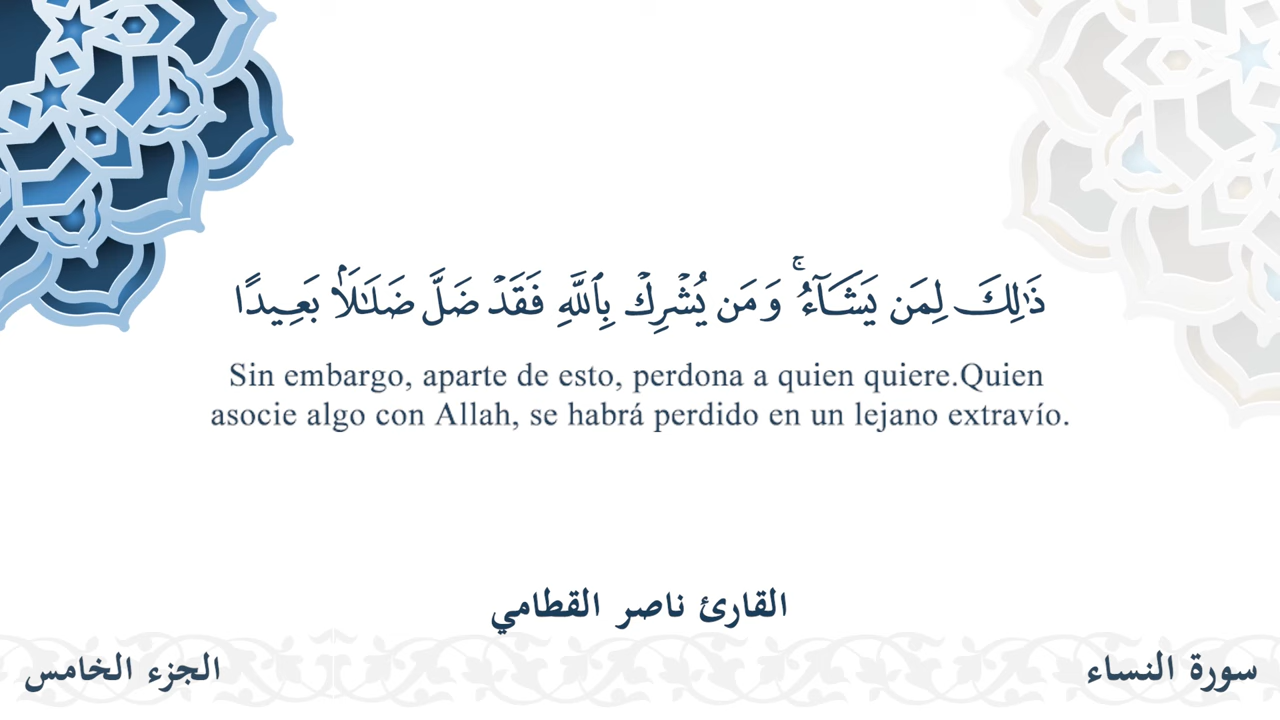 ذَٰلِكَ لِمَن يَشَآءُۚ وَمَن يُشۡرِكۡ بِٱللَّهِ فَقَدۡ ضَلَّ ضَلَٰلَۢا بَعِيدًا
Sin embargo, aparte de esto, perdona a quien quiere.Quien
asocie algo con Allah, se habrá perdido en un lejano extravío.
القارئ ناصر القطامي
سورة النساء
الجزء الخامس